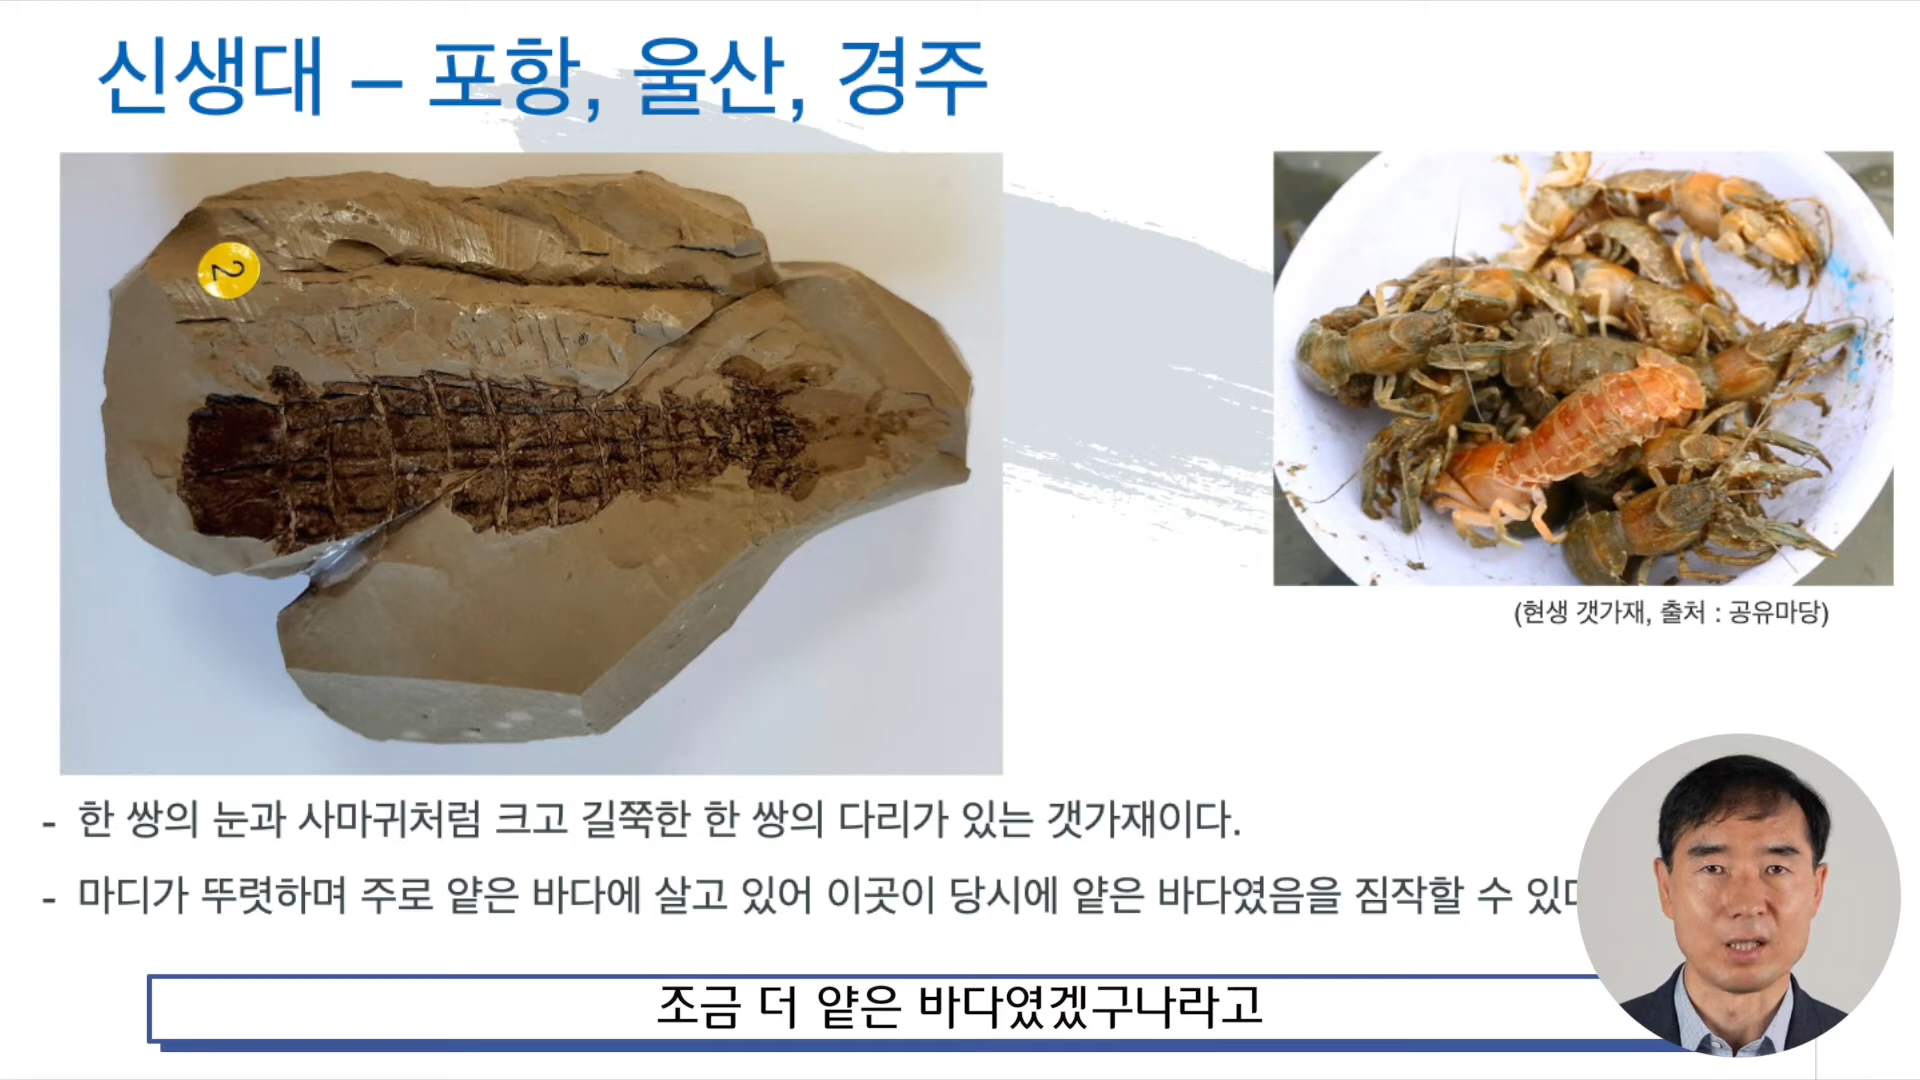 신생대 – 포항, 울산, 경주
2
(현생 갯가재, 출처 : 공유마당)
- 한 쌍의 눈과 사마귀처럼 크고 길쭉한 한 쌍의 다리가 있는 갯가재이다.
- 마디가 뚜렷하며 주로 얕은 바다에 살고 있어 이곳이 당시에 얕은 바다였음을 짐작할 수
조금 더 얕은 바다였겠구나라고